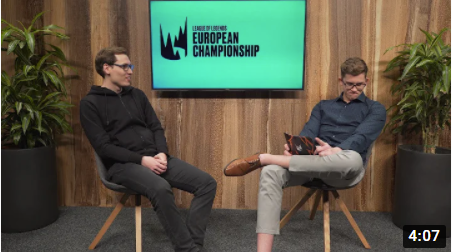 LEAGUE OF LEGENDS
EUROPEAN
CHAMPIONSHIP
4:07